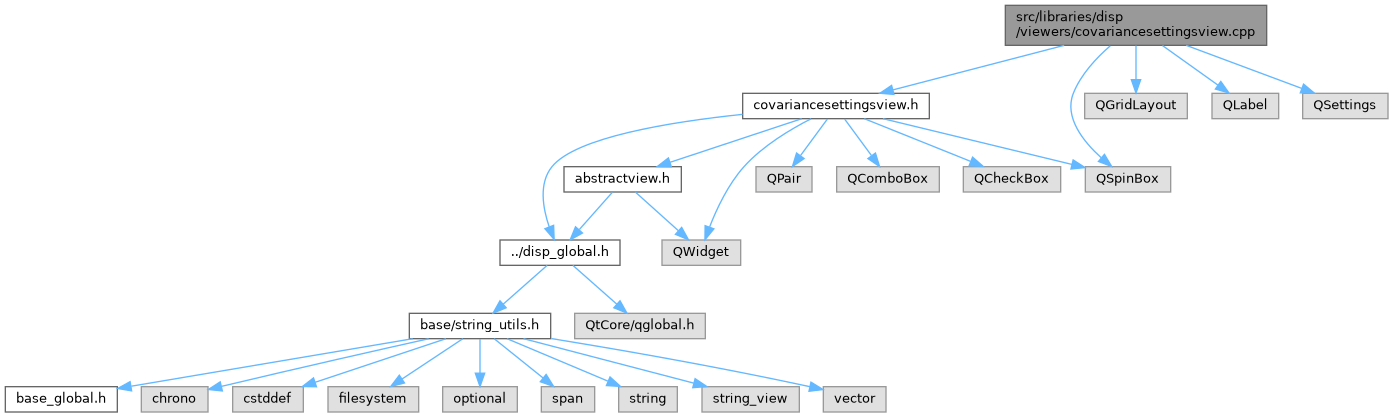 src/libraries/disp
/viewers/covariancesettingsview.cpp
covariancesettingsview.h
QGridLayout
QLabel
QSettings
abstractview.h
QPair
QComboBox
QCheckBox
QSpinBox
../disp_global.h
QWidget
base/string_utils.h
QtCore/qglobal.h
base_global.h
chrono
cstddef
filesystem
optional
span
string
string_view
vector